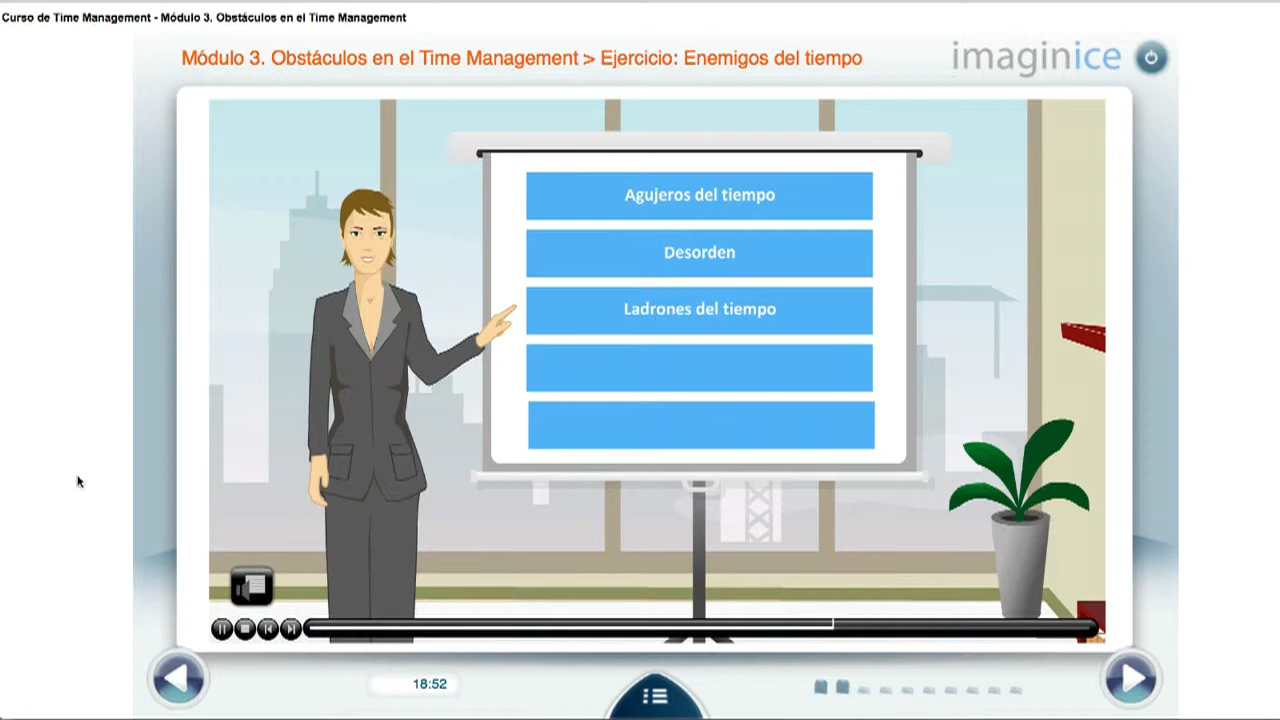 Curso de Time Management - Módulo 3. Obstáculos en el Time Management
Módulo 3. Obstáculos en el Time Management > Ejercicio: Enemigos del tiempo
imaginice
Agujeros del tiempo
Desorden
Ladrones del tiempo
18:52